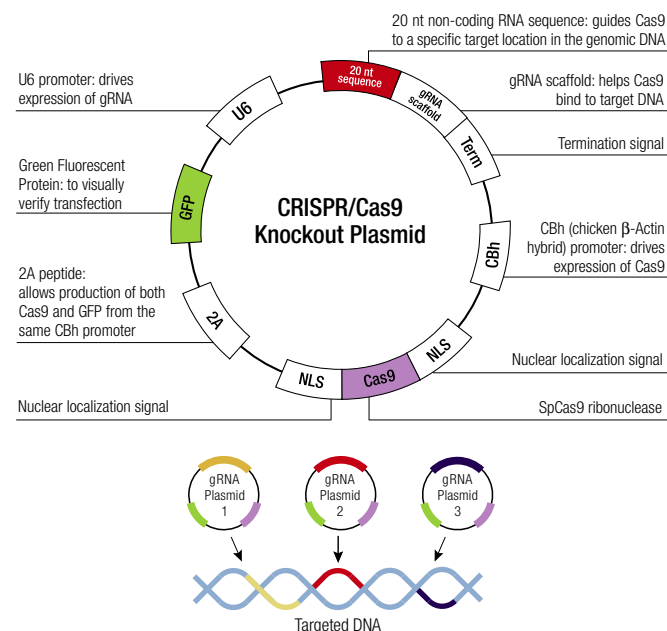 20 nt non-coding RNA sequence: guides Cas9
to a specific target location in the genomic DNA
U6 promoter: drives
expression of gRNA
gRNA scaffold: helps Cas9
bind to target DNA
Termination signal
Green Fluorescent
Protein: to visually
verify transfection
CBh (chicken β-Actin
hybrid) promoter: drives
expression of Cas9
2A peptide:
allows production of both
Cas9 and GFP from the
same CBh promoter
Nuclear localization signal
Nuclear localization signal
SpCas9 ribonuclease
20 nt
sequence
gRNA
scaffold
Term
CBh
NLS
Cas9
NLS
2A
GFP
U6
CRISPR/Cas9
Knockout Plasmid
gRNA
Plasmid
1
gRNA
Plasmid
2
gRNA
Plasmid
3
Targeted DNA